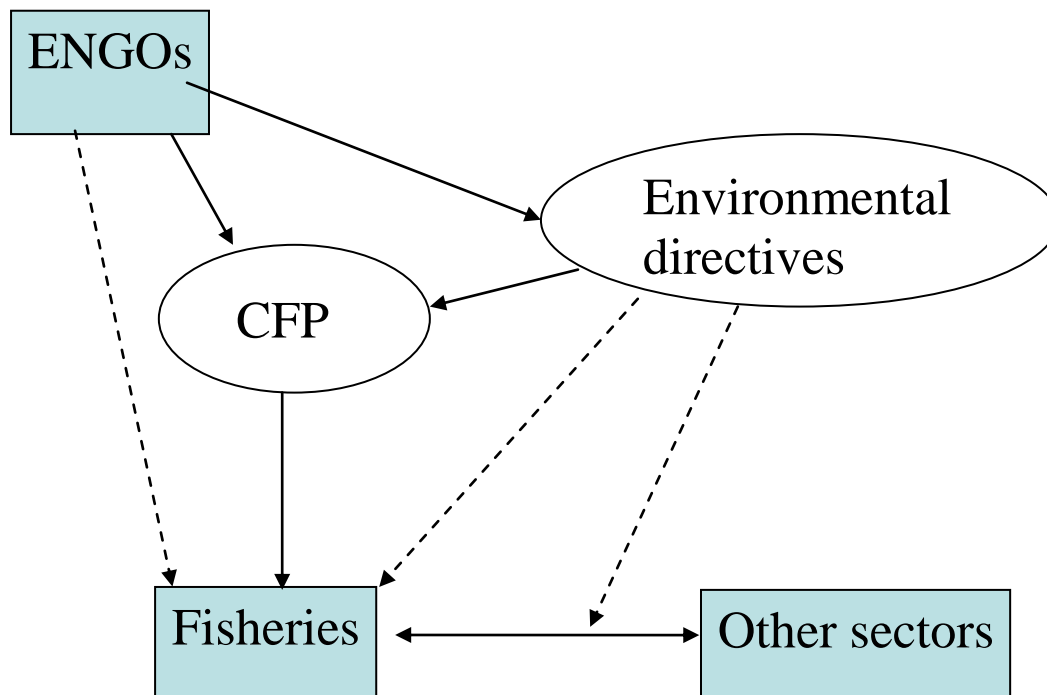 ENGOs
Environmental
directives
CFP
Fisheries
Other sectors